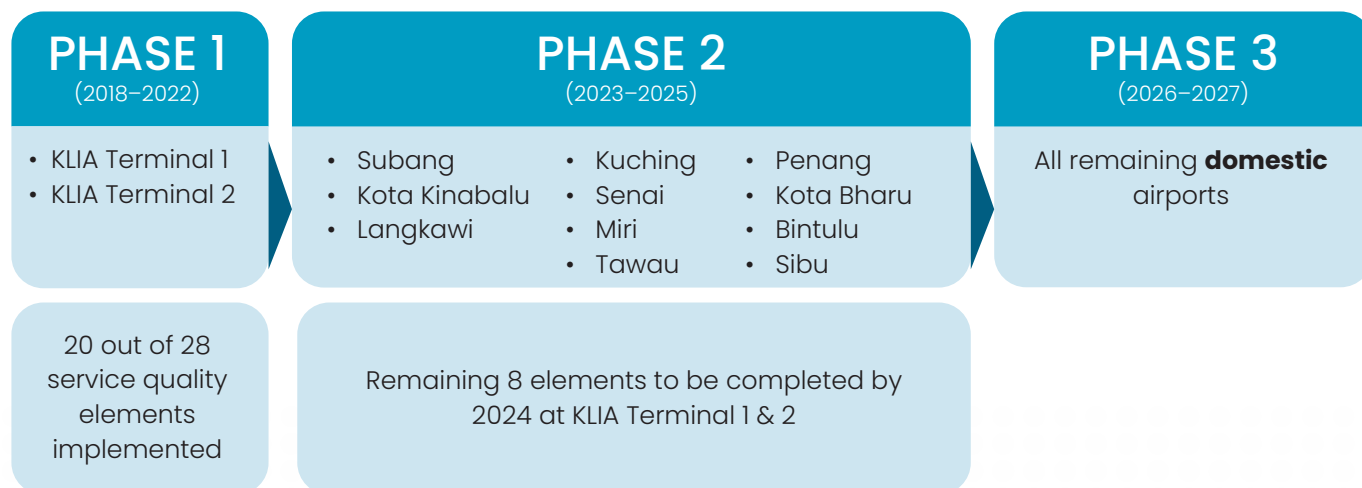 PHASE 1
(2018–2022)
• KLIA Terminal 1
• KLIA Terminal 2
20 out of 28
service quality
elements
implemented
PHASE 2
(2023–2025)
• Subang
• Kota Kinabalu
• Langkawi
• Kuching
• Senai
• Miri
• Tawau
• Penang
• Kota Bharu
• Bintulu
• Sibu
Remaining 8 elements to be completed by
2024 at KLIA Terminal 1 & 2
PHASE 3
(2026–2027)
All remaining domestic
airports